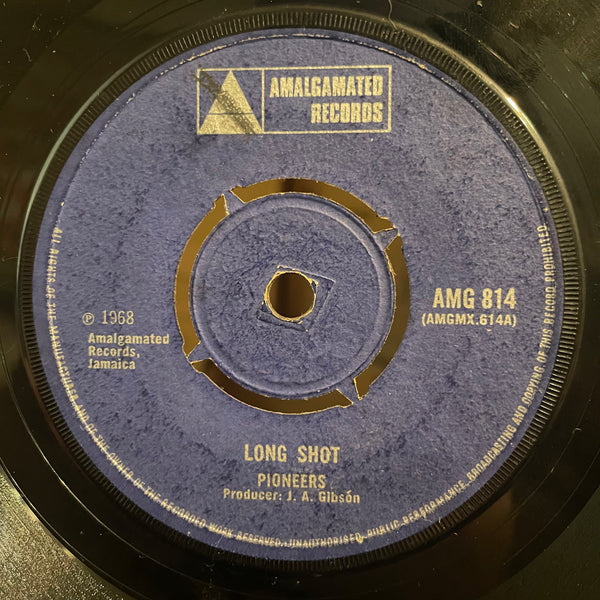 AMALGAMATED
RECORDS
AMG 814
(AMGMX.614A)
℗ 1968
Amalgamated
Records,
Jamaica
LONG SHOT
PIONEERS
Producer: J. A. Gibson
ALL RIGHTS OF THE MANUFACTURER AND OF THE OWNER OF THE RECORDED WORK RESERVED. UNAUTHORISED PUBLIC PERFORMANCE, BROADCASTING AND COPYING OF THIS RECORD PROHIBITED